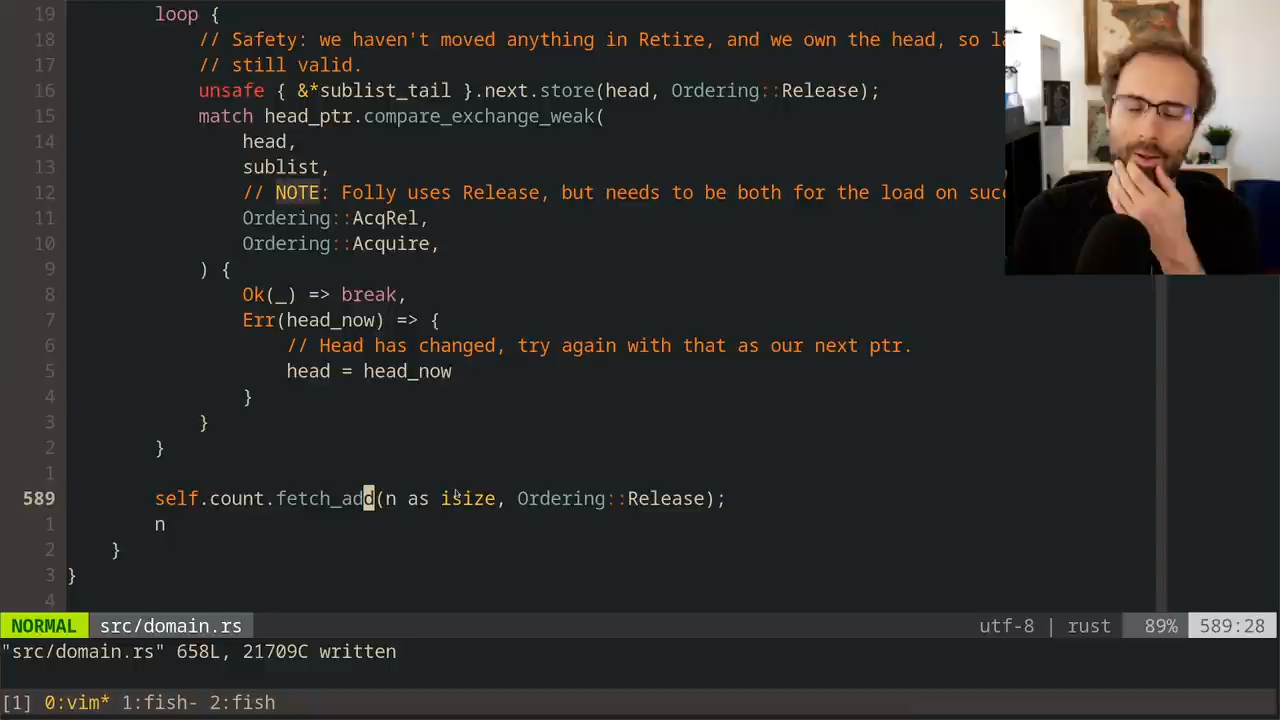 19 loop {
18 // Safety: we haven't moved anything in Retire, and we own the head, so
17 // still valid.
16 unsafe { &*sublist_tail }.next.store(head, Ordering::Release);
15 match head_ptr.compare_exchange_weak(
14 head,
13 sublist,
12 // NOTE: Folly uses Release, but needs to be both for the load on
11 Ordering::AcqRel,
10 Ordering::Acquire,
9 ) {
8 Ok(_) => break,
7 Err(head_now) => {
6 // Head has changed, try again with that as our next ptr.
5 head = head_now
4 }
3 }
2 }
1
589 self.count.fetch_add(n as isize, Ordering::Release);
1 n
2 }
3 }
4
NORMAL src/domain.rs utf-8 | rust 89% 589:28
"src/domain.rs" 658L, 21709C written
[1] 0:vim* 1:fish- 2:fish